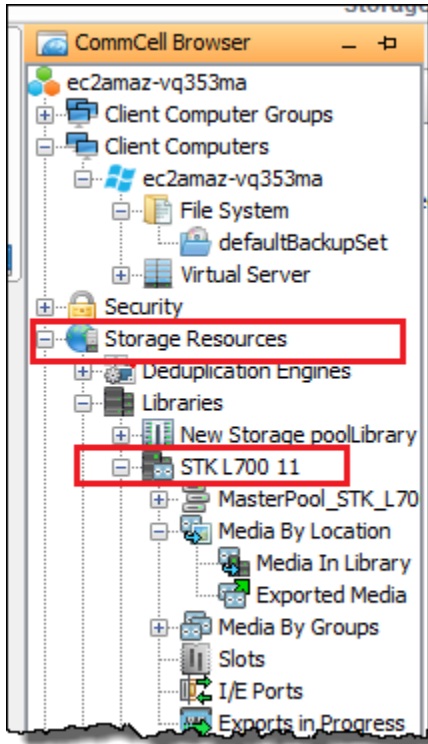 CommCell Browser
ec2amaz-vq353ma
Client Computer Groups
Client Computers
ec2amaz-vq353ma
File System
defaultBackupSet
Virtual Server
Security
Storage Resources
Deduplication Engines
Libraries
New Storage poolLibrary
STK L700 11
MasterPool_STK_L70
Media By Location
Media In Library
Exported Media
Media By Groups
Slots
I/E Ports
Exports in Progress